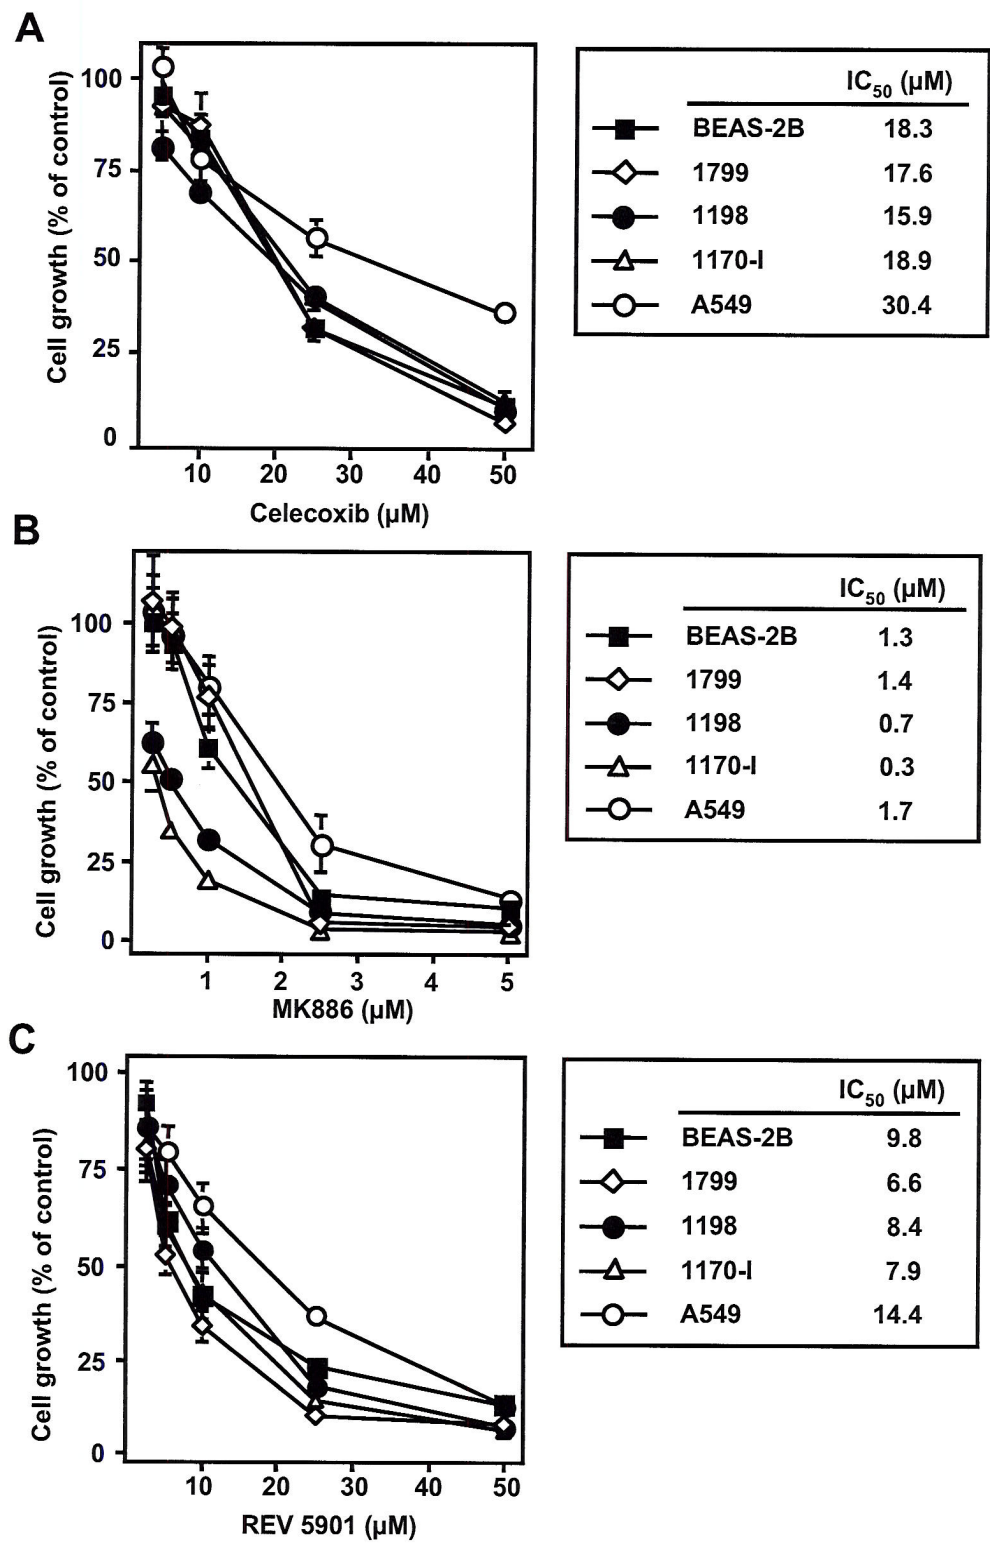 A
Cell growth (% of control)
100
75
50
25
0
10 20 30 40 50
Celecoxib (µM)
IC50 (µM)
BEAS-2B 18.3
1799 17.6
1198 15.9
1170-I 18.9
A549 30.4
B
Cell growth (% of control)
100
75
50
25
0
1 2 3 4 5
MK886 (µM)
IC50 (µM)
BEAS-2B 1.3
1799 1.4
1198 0.7
1170-I 0.3
A549 1.7
C
Cell growth (% of control)
100
75
50
25
0
10 20 30 40 50
REV 5901 (µM)
IC50 (µM)
BEAS-2B 9.8
1799 6.6
1198 8.4
1170-I 7.9
A549 14.4